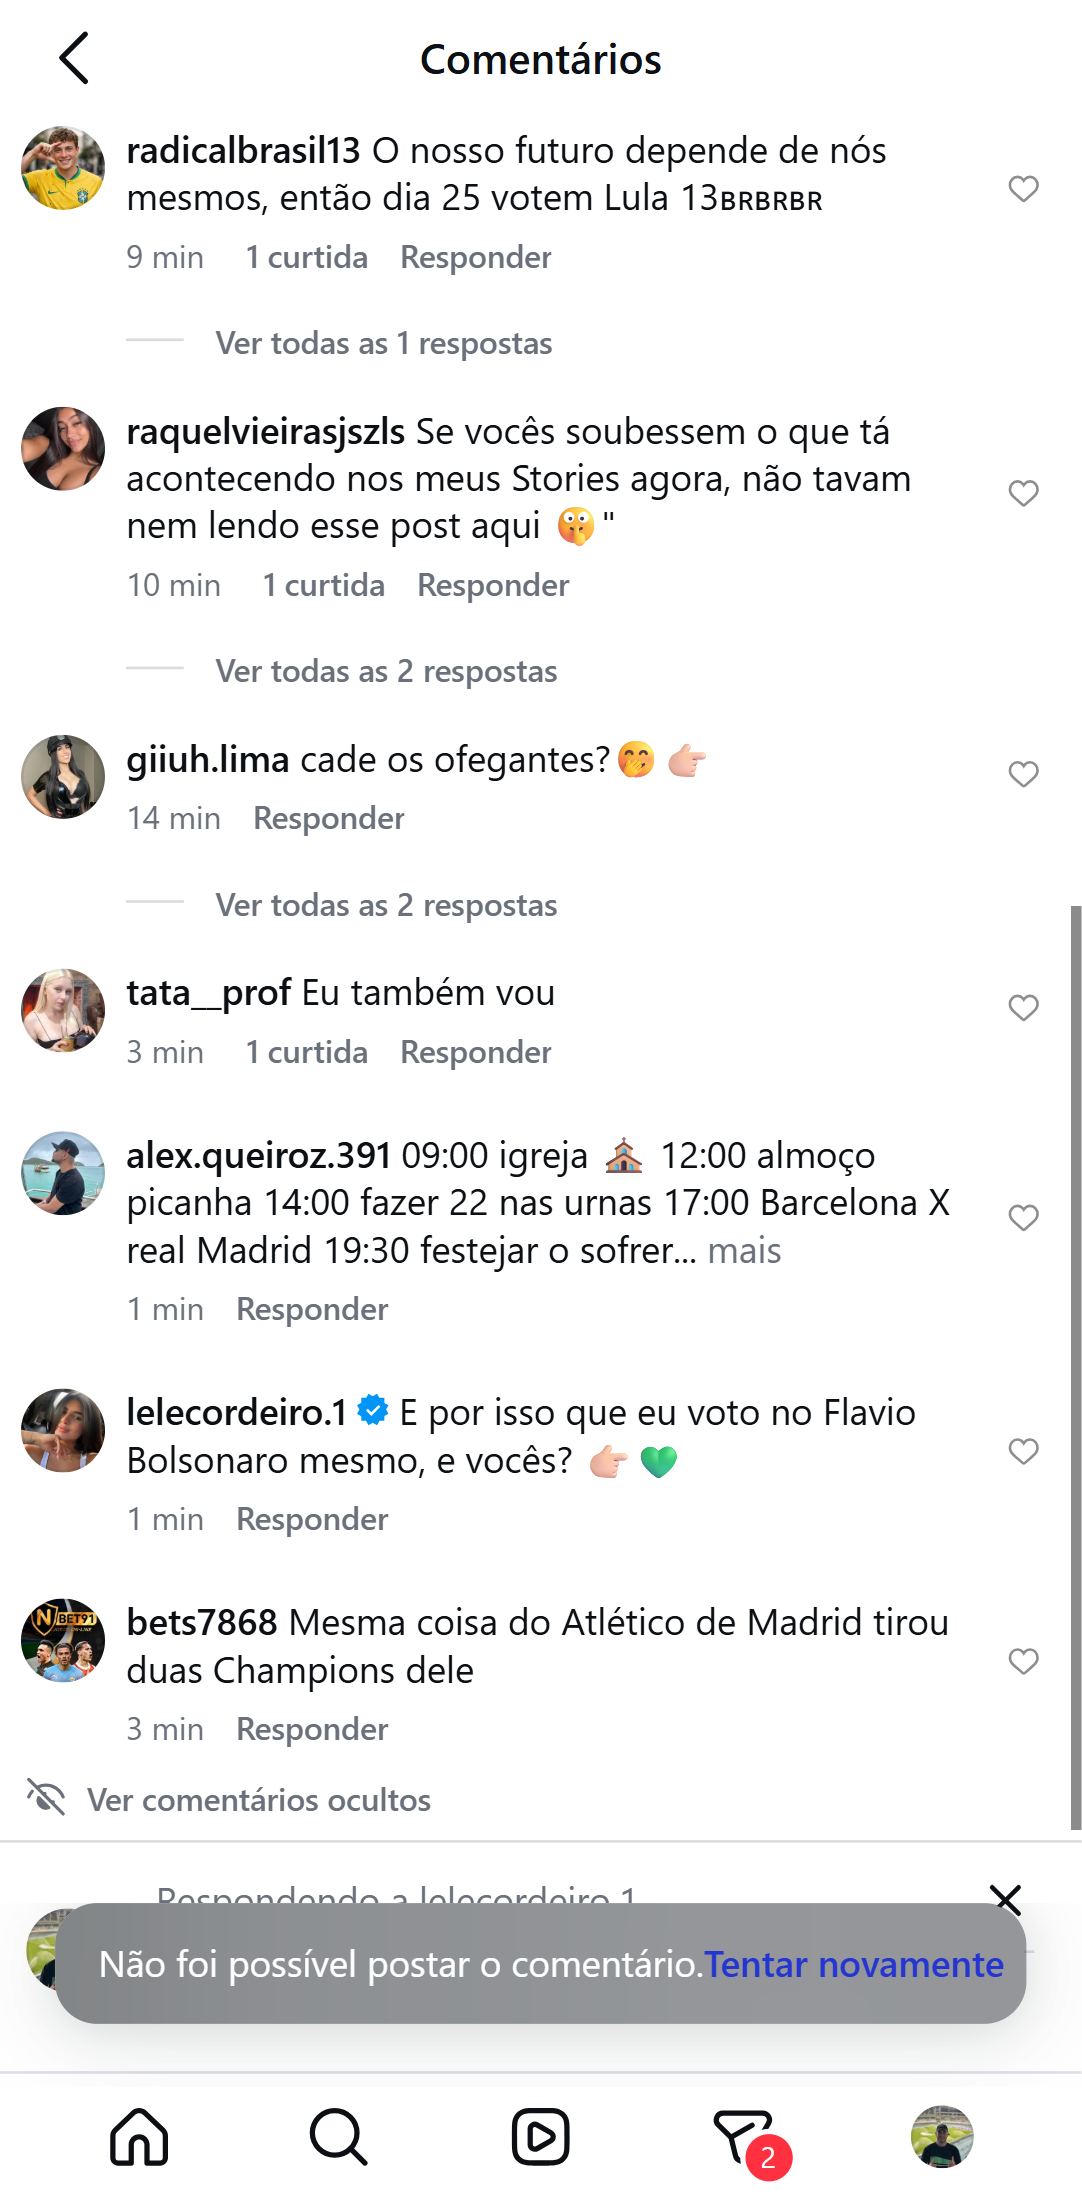 Comentários
radicalbrasil13 O nosso futuro depende de nós
mesmos, então dia 25 votem Lula 13BRBRBR
9 min 1 curtida Responder
Ver todas as 1 respostas
raquelvieirasjszls Se vocês soubessem o que tá
acontecendo nos meus Stories agora, não tavam
nem lendo esse post aqui 🤫"
10 min 1 curtida Responder
Ver todas as 2 respostas
giiuh.lima cade os ofegantes?🤭👉🏻
14 min Responder
Ver todas as 2 respostas
tata__prof Eu também vou
3 min 1 curtida Responder
alex.queiroz.391 09:00 igreja ⛪ 12:00 almoço
picanha 14:00 fazer 22 nas urnas 17:00 Barcelona X
real Madrid 19:30 festejar o sofrer... mais
1 min Responder
lelecordeiro.1 E por isso que eu voto no Flavio
Bolsonaro mesmo, e vocês? 👉🏻💚
1 min Responder
N BET91
bets7868 Mesma coisa do Atlético de Madrid tirou
duas Champions dele
3 min Responder
Ver comentários ocultos
Respondendo a lelecordeiro.1
Não foi possível postar o comentário.Tentar novamente
2